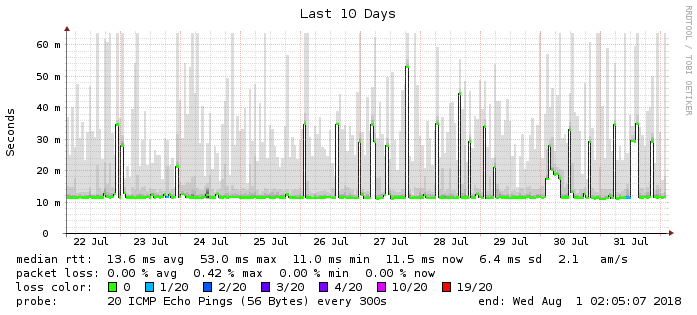 Last 10 Days
RRDTOOL / TOBI OETIKER
Seconds
60 m
50 m
40 m
30 m
20 m
10 m
0
22 Jul 23 Jul 24 Jul 25 Jul 26 Jul 27 Jul 28 Jul 29 Jul 30 Jul 31 Jul
median rtt: 13.6 ms avg 53.0 ms max 11.0 ms min 11.5 ms now 6.4 ms sd 2.1 am/s
packet loss: 0.00 % avg 0.42 % max 0.00 % min 0.00 % now
loss color: 0 1/20 2/20 3/20 4/20 10/20 19/20
probe: 20 ICMP Echo Pings (56 Bytes) every 300s end: Wed Aug 1 02:05:07 2018